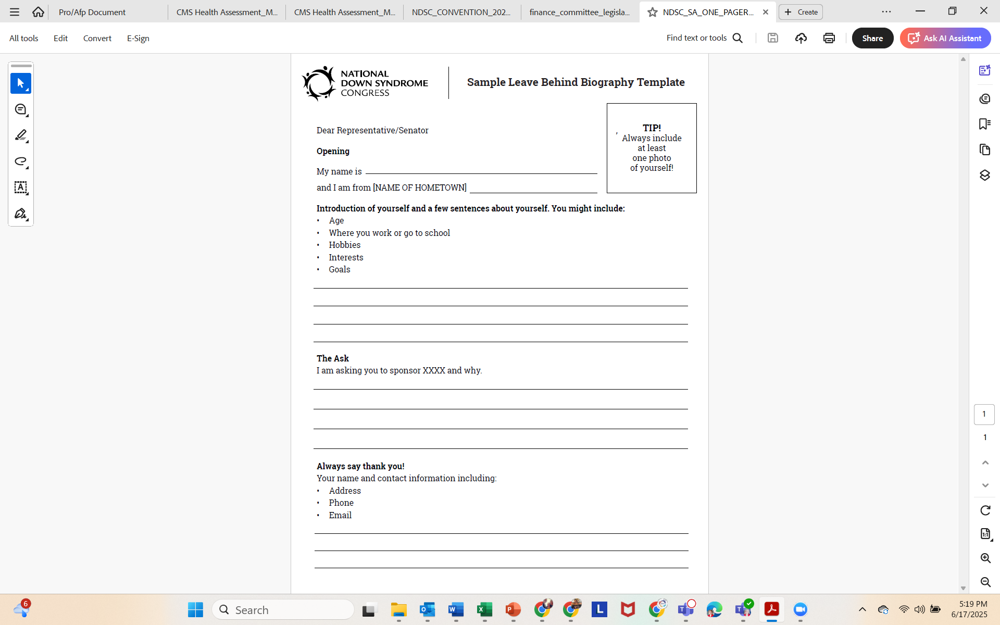 Pro/Afp Document
CMS Health Assessment_M...
CMS Health Assessment_M...
NDSC_CONVENTION_202...
finance_committee_legisla...
NDSC_SA_ONE_PAGER...
Create
All tools
Edit
Convert
E-Sign
Find text or tools
Share
Ask AI Assistant
NATIONAL
DOWN SYNDROME
CONGRESS
Sample Leave Behind Biography Template
TIP!
Always include
at least
one photo
of yourself!
,
Dear Representative/Senator
Opening
My name is
and I am from [NAME OF HOMETOWN]
Introduction of yourself and a few sentences about yourself. You might include:
• Age
• Where you work or go to school
• Hobbies
• Interests
• Goals
The Ask
I am asking you to sponsor XXXX and why.
Always say thank you!
Your name and contact information including:
• Address
• Phone
• Email
1
1
6
Search
5:19 PM
6/17/2025